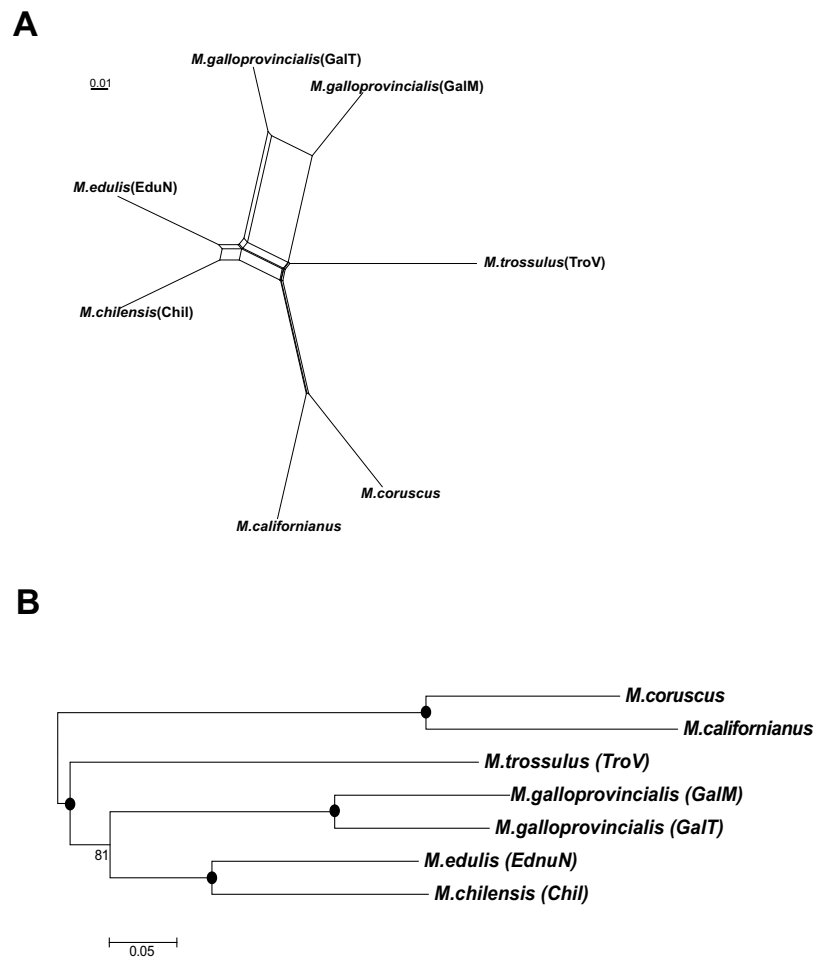 A
M.galloprovincialis(GalT)
0.01
M.galloprovincialis(GalM)
M.edulis(EduN)
M.trossulus(TroV)
M.chilensis(Chil)
M.coruscus
M.californianus
B
M.coruscus
M.californianus
M.trossulus (TroV)
M.galloprovincialis (GalM)
M.galloprovincialis (GalT)
81
M.edulis (EdnuN)
M.chilensis (Chil)
0.05